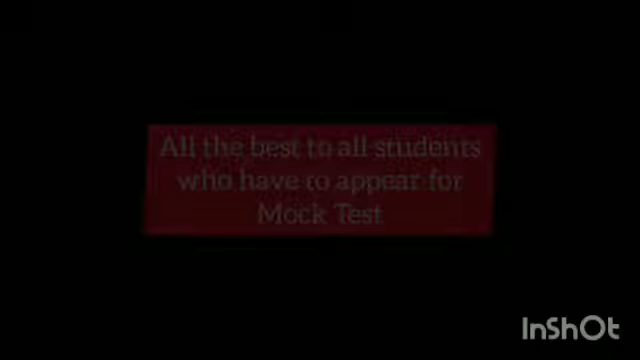 All the best to all students
who have to appear for
Mock Test
InShOt